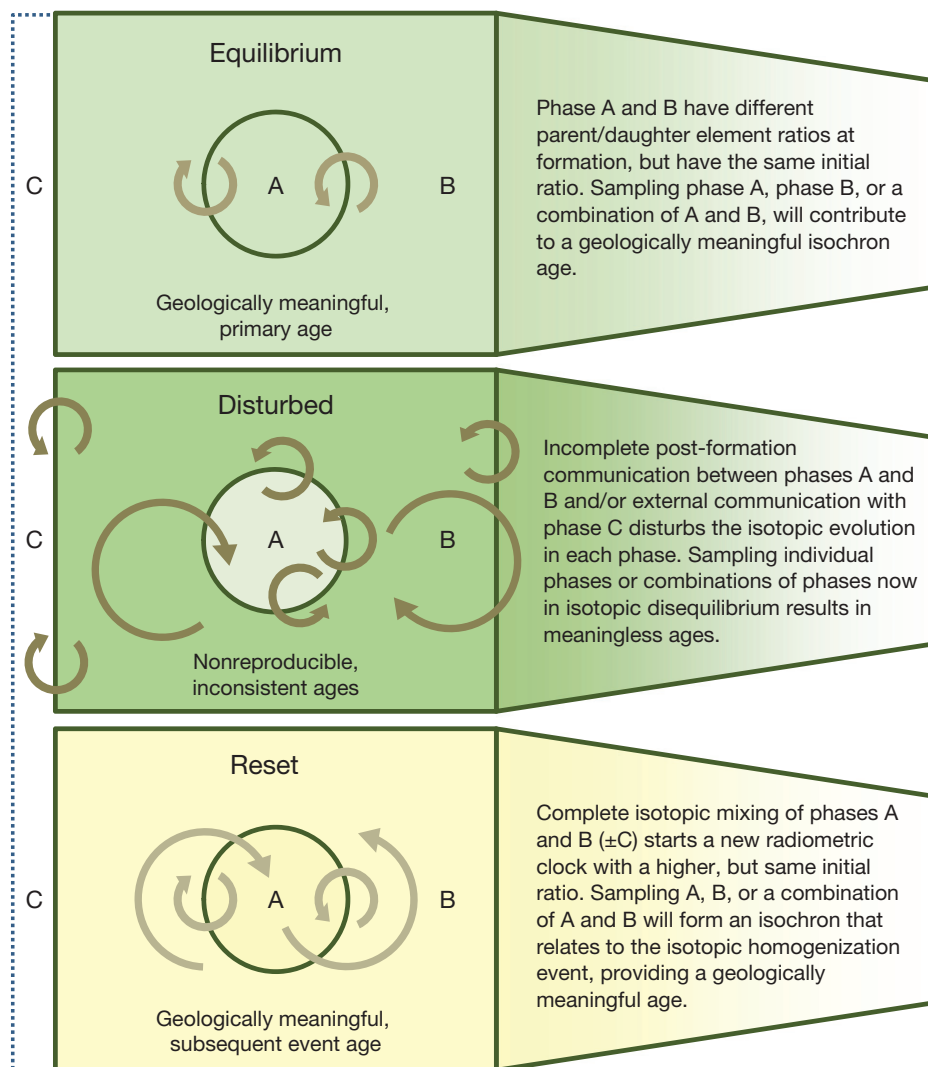 Equilibrium
C
A
B
Geologically meaningful,
primary age
Phase A and B have different
parent/daughter element ratios at
formation, but have the same initial
ratio. Sampling phase A, phase B, or a
combination of A and B, will contribute
to a geologically meaningful isochron
age.
Disturbed
C
A
B
Nonreproducible,
inconsistent ages
Incomplete post-formation
communication between phases A and
B and/or external communication with
phase C disturbs the isotopic evolution
in each phase. Sampling individual
phases or combinations of phases now
in isotopic disequilibrium results in
meaningless ages.
Reset
C
A
B
Geologically meaningful,
subsequent event age
Complete isotopic mixing of phases A
and B (±C) starts a new radiometric
clock with a higher, but same initial
ratio. Sampling A, B, or a combination
of A and B will form an isochron that
relates to the isotopic homogenization
event, providing a geologically
meaningful age.